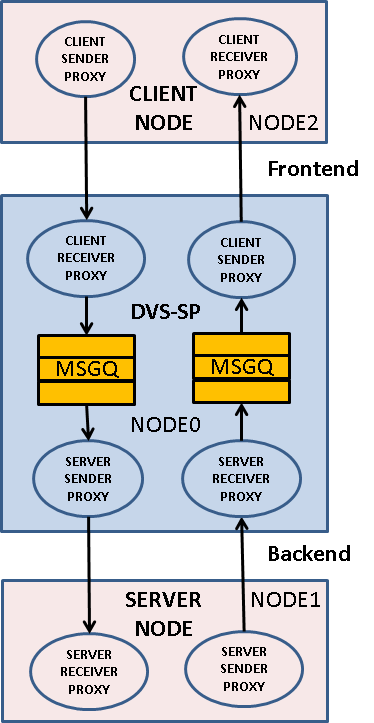 CLIENT
SENDER
PROXY
CLIENT
RECEIVER
PROXY
CLIENT
NODE
NODE2
Frontend
CLIENT
RECEIVER
PROXY
CLIENT
SENDER
PROXY
DVS-SP
MSGQ
MSGQ
NODE0
SERVER
SENDER
PROXY
SERVER
RECEIVER
PROXY
Backend
SERVER
NODE
NODE1
SERVER
RECEIVER
PROXY
SERVER
SENDER
PROXY